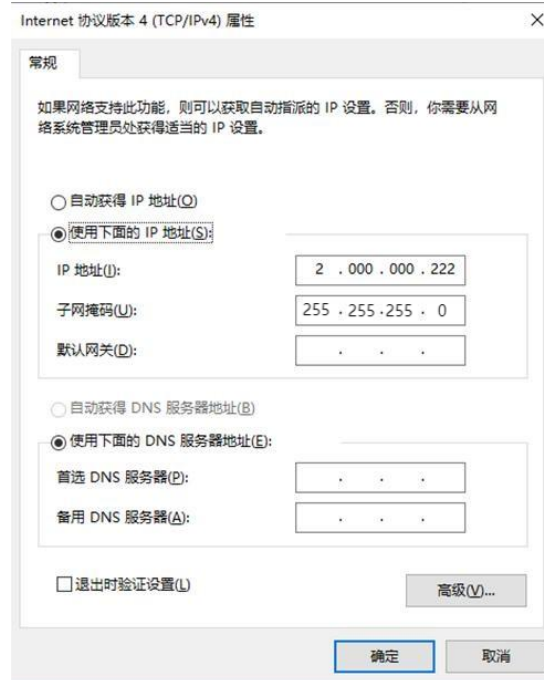 Internet 协议版本 4 (TCP/IPv4) 属性
常规
如果网络支持此功能，则可以获取自动指派的 IP 设置。否则，你需要从网
络系统管理员处获得适当的 IP 设置。
自动获得 IP 地址(O)
使用下面的 IP 地址(S):
IP 地址(I):
2 .000 .000 .222
子网掩码(U):
255 .255 .255 . 0
默认网关(D):
. . .
自动获得 DNS 服务器地址(B)
使用下面的 DNS 服务器地址(E):
首选 DNS 服务器(P):
. . .
备用 DNS 服务器(A):
. . .
退出时验证设置(L)
高级(V)...
确定
取消